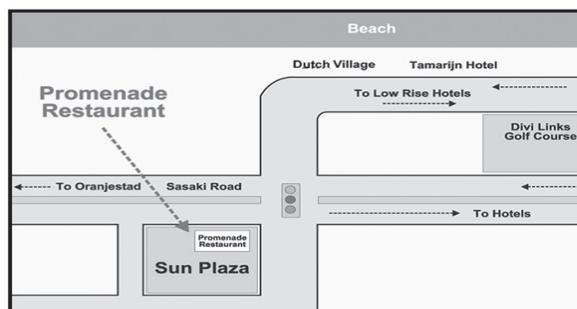 Beach
Dutch Village
Tamarijn Hotel
Promenade
Restaurant
To Low Rise Hotels
Divi Links
Golf Course
To Oranjestad
Sasaki Road
To Hotels
Promenade
Restaurant
Sun Plaza